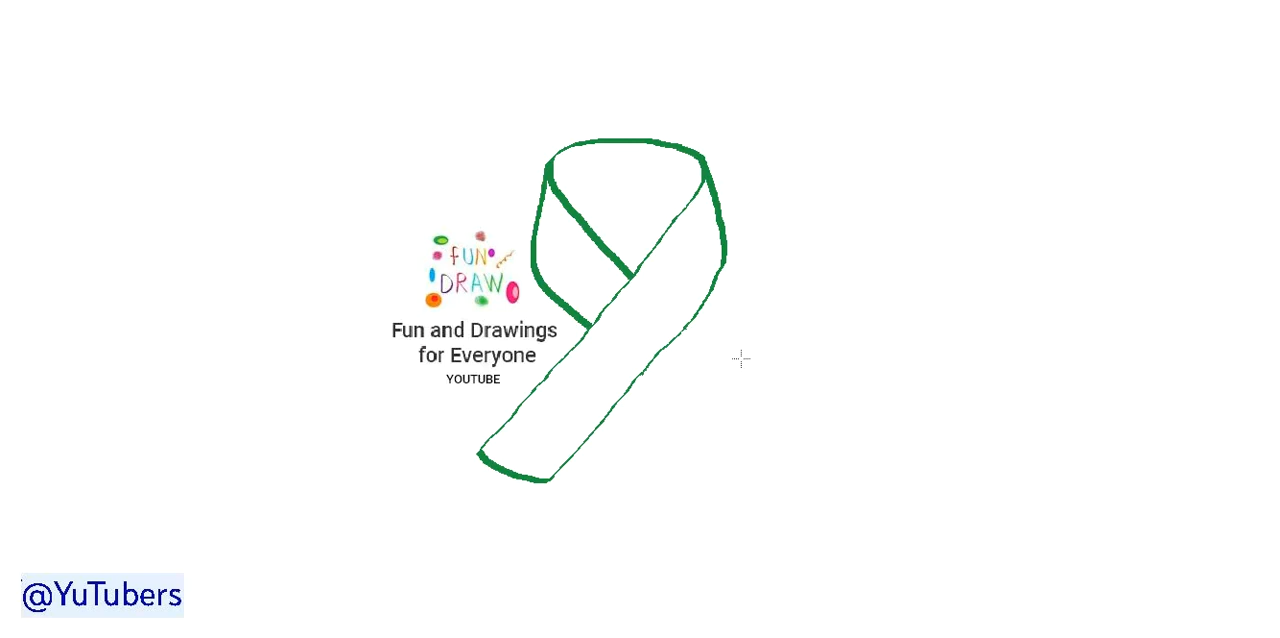 FUN
DRAW
Fun and Drawings
for Everyone
YOUTUBE
@YuTubers